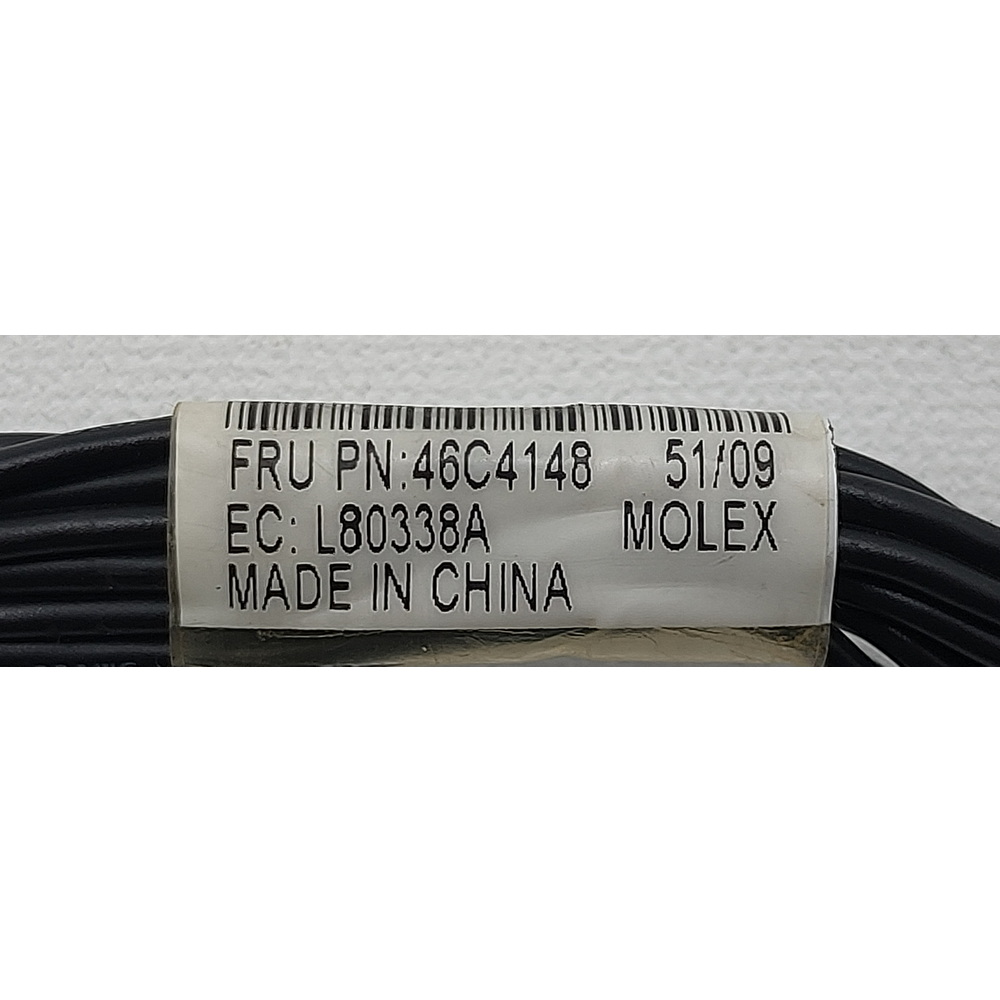 FRU PN:46C4148 51/09
EC: L80338A MOLEX
MADE IN CHINA